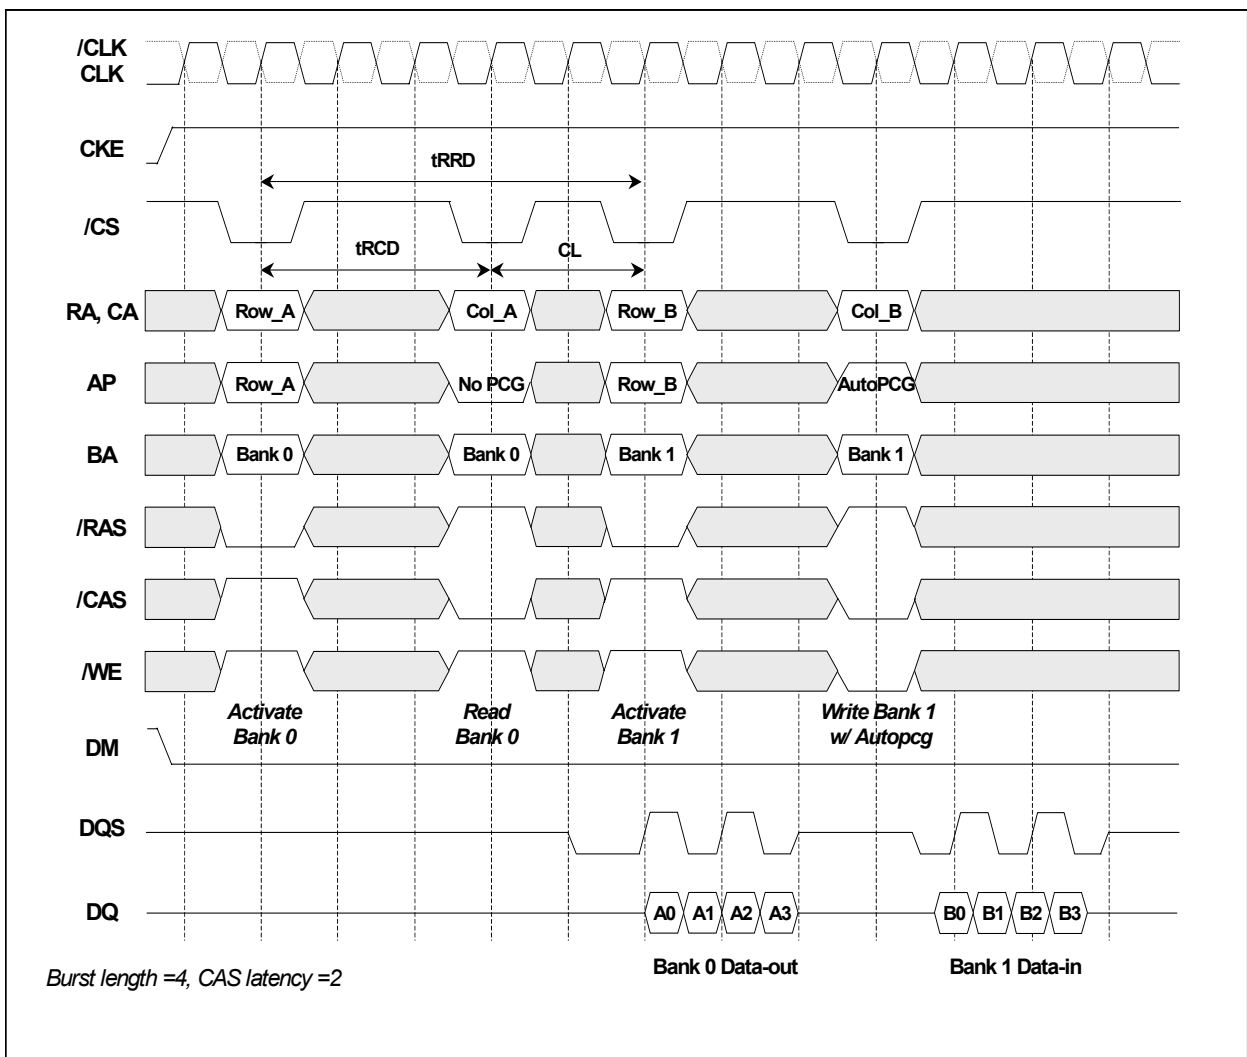 /CLK
CLK
CKE
tRRD
/CS
tRCD
CL
RA, CA
Row_A
Col_A
Row_B
Col_B
AP
Row_A
No PCG
Row_B
AutoPCG
BA
Bank 0
Bank 0
Bank 1
Bank 1
/RAS
/CAS
/WE
Activate
Bank 0
Read
Bank 0
Activate
Bank 1
Write Bank 1
w/ Autopcg
DM
DQS
DQ
A0
A1
A2
A3
B0
B1
B2
B3
Bank 0 Data-out
Bank 1 Data-in
Burst length =4, CAS latency =2